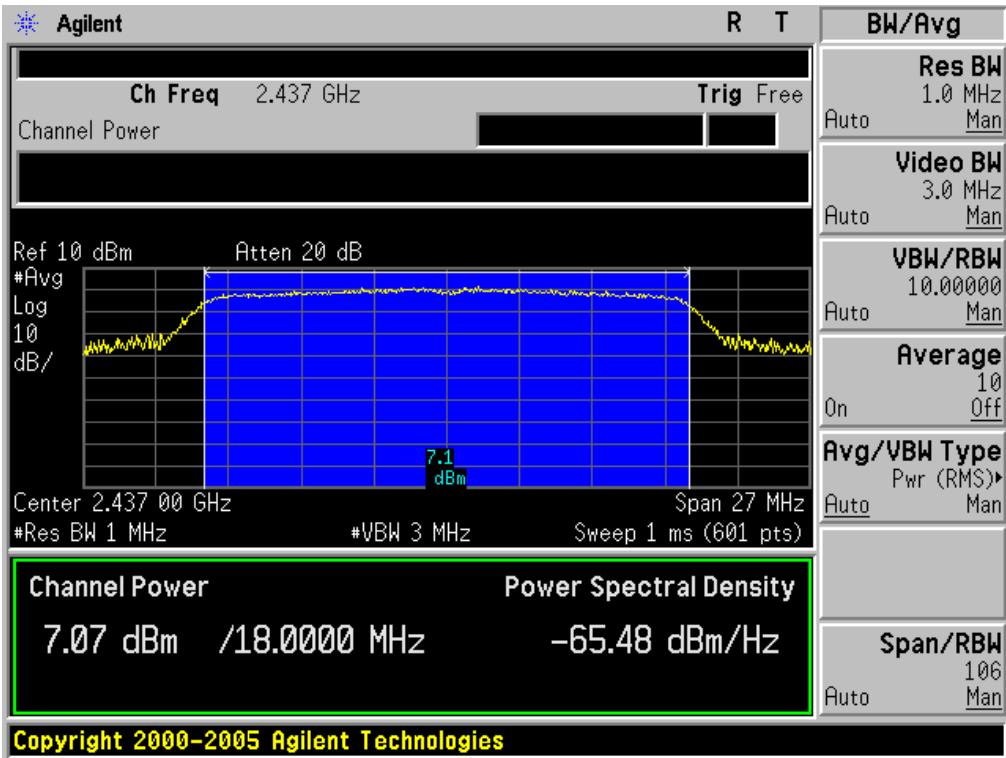 Agilent R T
Ch Freq 2.437 GHz Trig Free
Channel Power
Ref 10 dBm Atten 20 dB
#Avg
Log
10
dB/
7.1
dBm
Center 2.437 00 GHz Span 27 MHz
#Res BW 1 MHz #VBW 3 MHz Sweep 1 ms (601 pts)
Channel Power Power Spectral Density
7.07 dBm /18.0000 MHz -65.48 dBm/Hz
Copyright 2000-2005 Agilent Technologies
BW/Avg
Res BW
1.0 MHz
Auto Man
Video BW
3.0 MHz
Auto Man
VBW/RBW
10.00000
Auto Man
Average
10
On Off
Avg/VBW Type
Pwr (RMS)▸
Auto Man
Span/RBW
106
Auto Man